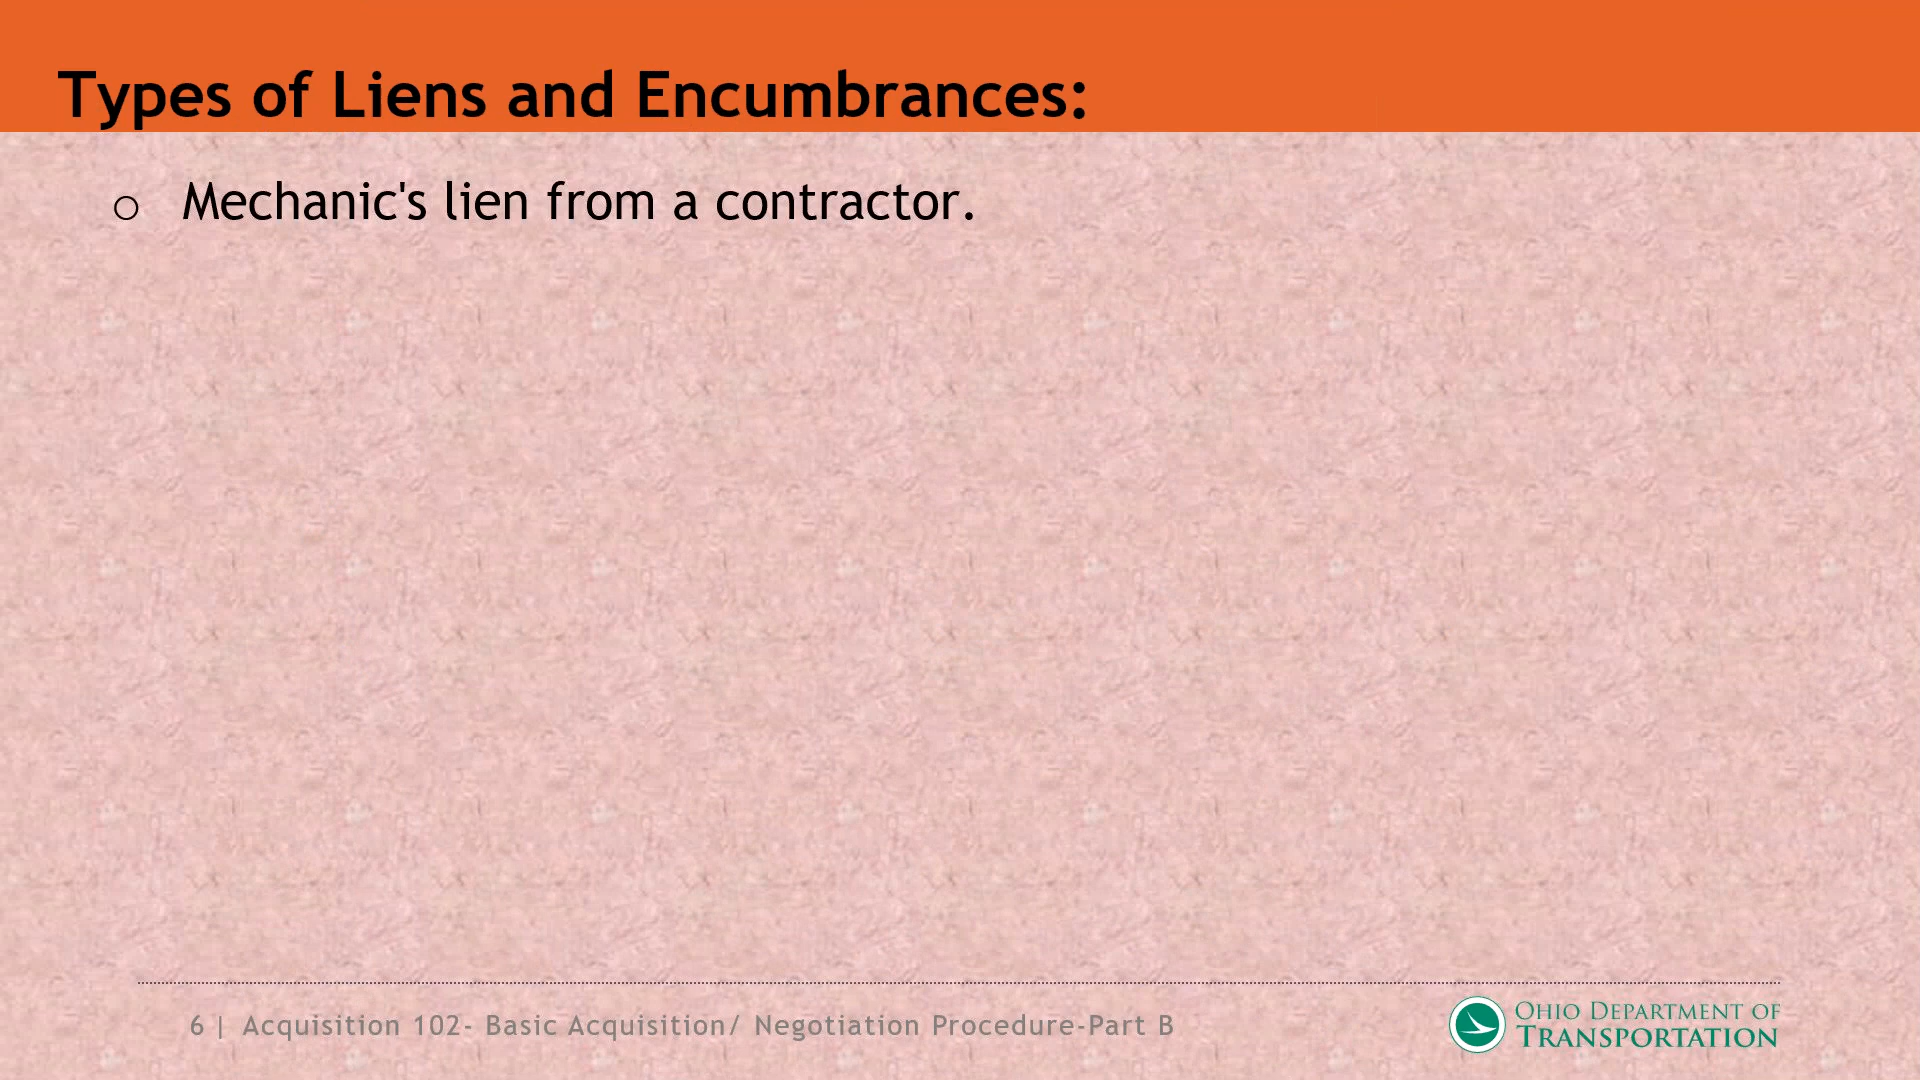 Types of Liens and Encumbrances:
o Mechanic's lien from a contractor.
6 | Acquisition 102- Basic Acquisition/ Negotiation Procedure-Part B
OHIO DEPARTMENT OF
TRANSPORTATION